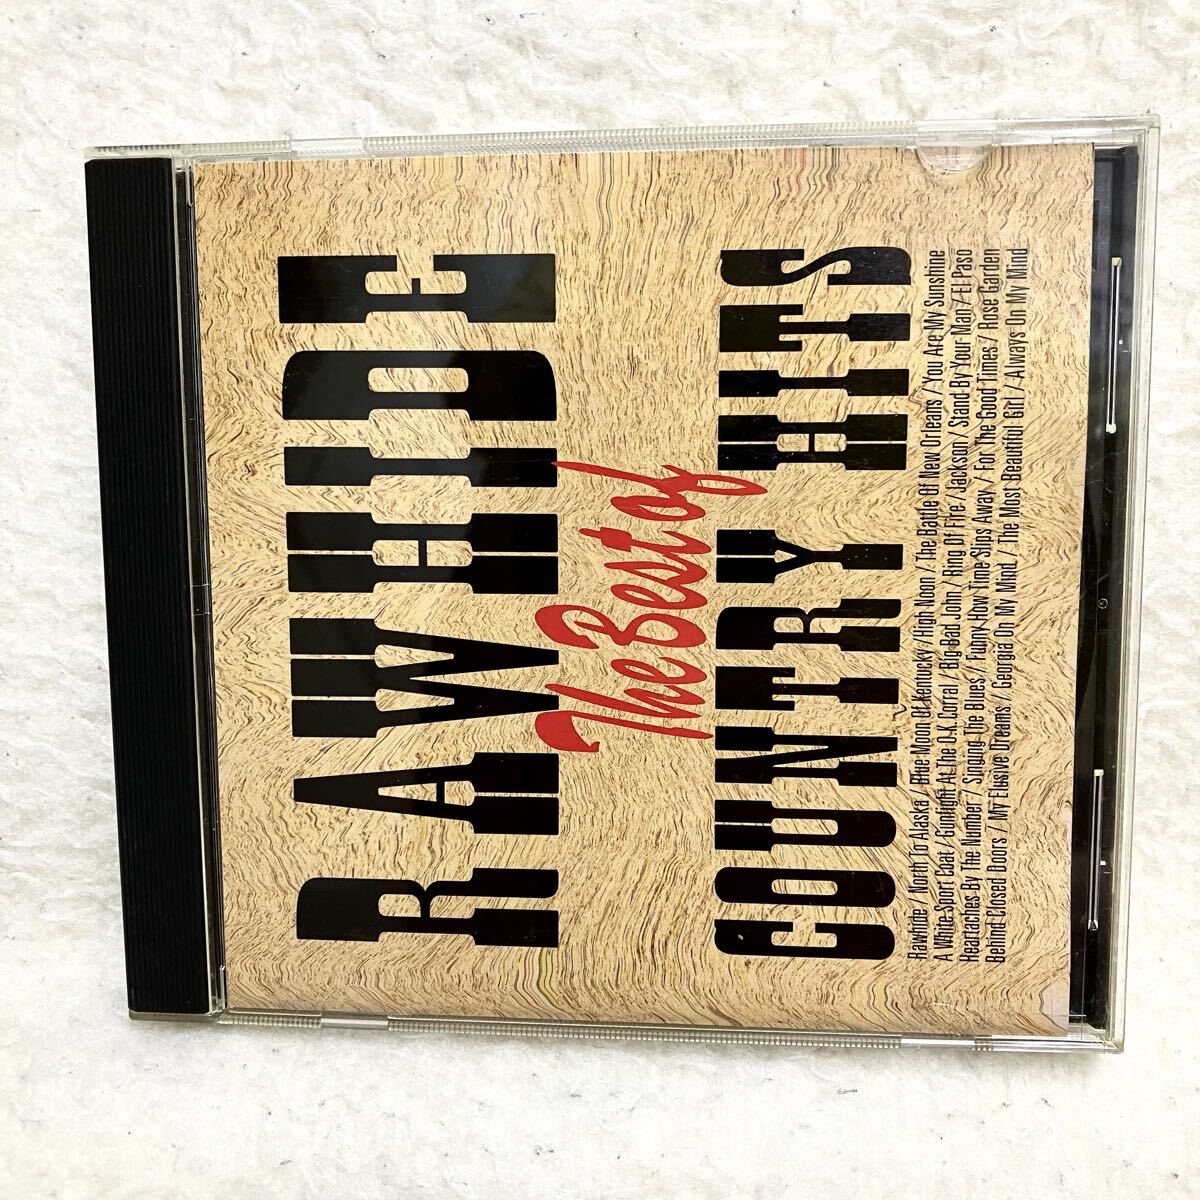 RAWHIDE
The Best of
COUNTRY HITS
Rawhide / North To Alaska / Blue Moon Of Kentucky / High Noon / The Battle Of New Orleans / You Are My Sunshine
A White Sport Coat / Gunfight At The O.K. Corral / Big Bad John / Ring Of Fire / Jackson / Stand By Your Man / El Paso
Heartaches By The Number / Singing The Blues / Funny How Time Slips Away / For The Good Times / Rose Garden
Behind Closed Doors / My Elusive Dreams / Georgia On My Mind / The Most Beautiful Girl / Always On My Mind